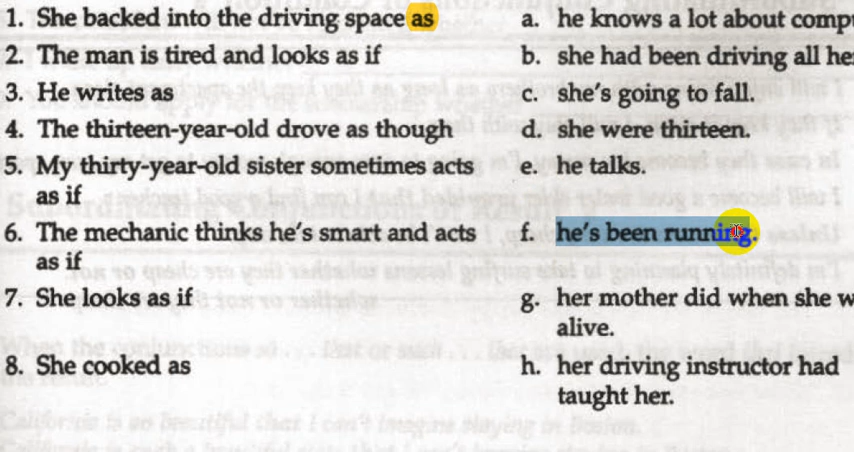 1. She backed into the driving space as
a. he knows a lot about
2. The man is tired and looks as if
b. she had been driving all
3. He writes as
c. she's going to fall.
4. The thirteen-year-old drove as though
d. she were thirteen.
5. My thirty-year-old sister sometimes acts
as if
e. he talks.
6. The mechanic thinks he's smart and acts
as if
f. he's been running.
7. She looks as if
g. her mother did when she
alive.
8. She cooked as
h. her driving instructor had
taught her.